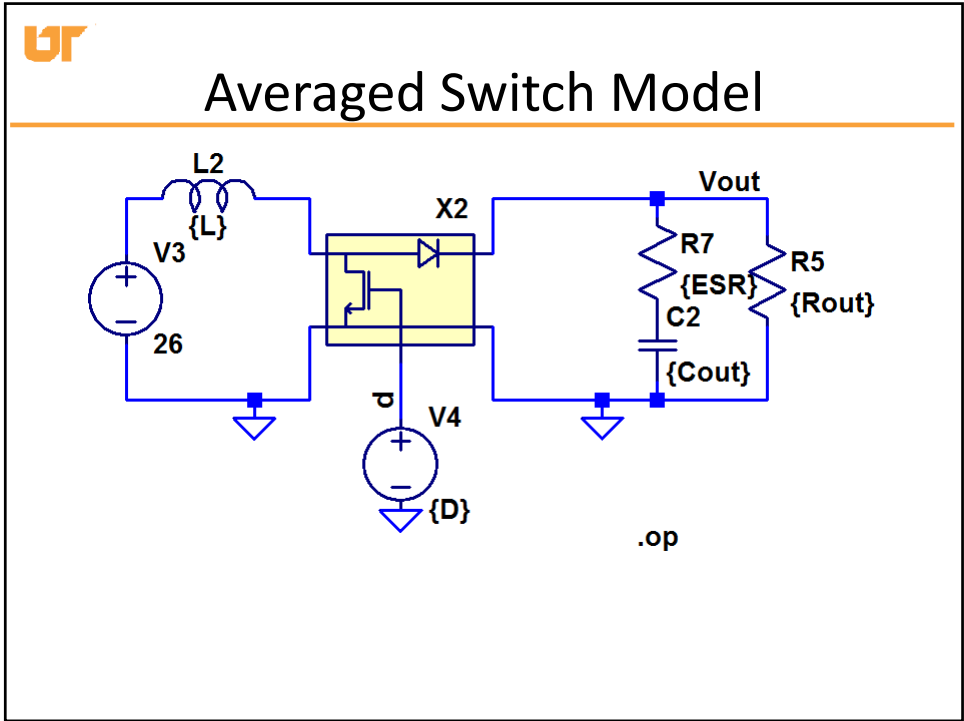 UT
Averaged Switch Model
L2
{L}
V3
26
X2
d
V4
{D}
Vout
R7
{ESR}
C2
{Cout}
R5
{Rout}
.op